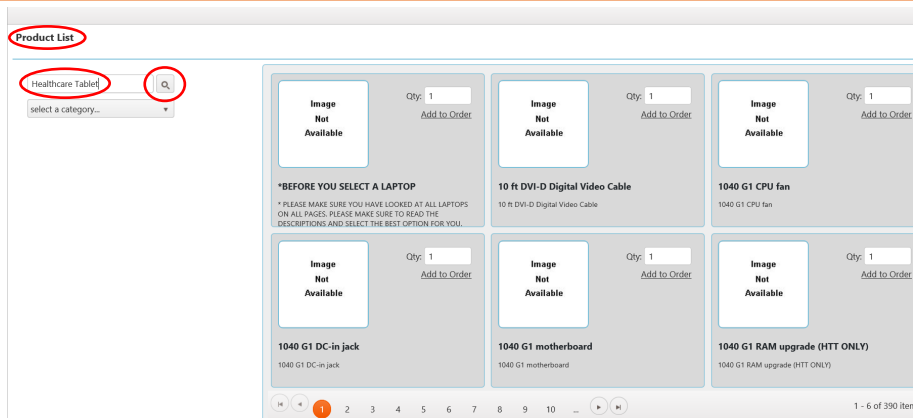 Product List
Healthcare Tablet
select a category...
Image
Not
Available
Qty: 1
Add to Order
*BEFORE YOU SELECT A LAPTOP
* PLEASE MAKE SURE YOU HAVE LOOKED AT ALL LAPTOPS
ON ALL PAGES. PLEASE MAKE SURE TO READ THE
DESCRIPTIONS AND SELECT THE BEST OPTION FOR YOU.
Image
Not
Available
Qty: 1
Add to Order
10 ft DVI-D Digital Video Cable
10 ft DVI-D Digital Video Cable
Image
Not
Available
Qty: 1
Add to Order
1040 G1 CPU fan
1040 G1 CPU fan
Image
Not
Available
Qty: 1
Add to Order
1040 G1 DC-in jack
1040 G1 DC-in jack
Image
Not
Available
Qty: 1
Add to Order
1040 G1 motherboard
1040 G1 motherboard
Image
Not
Available
Qty: 1
Add to Order
1040 G1 RAM upgrade (HTT ONLY)
1040 G1 RAM upgrade (HTT ONLY)
1 2 3 4 5 6 7 8 9 10 ...
1 - 6 of 390 item